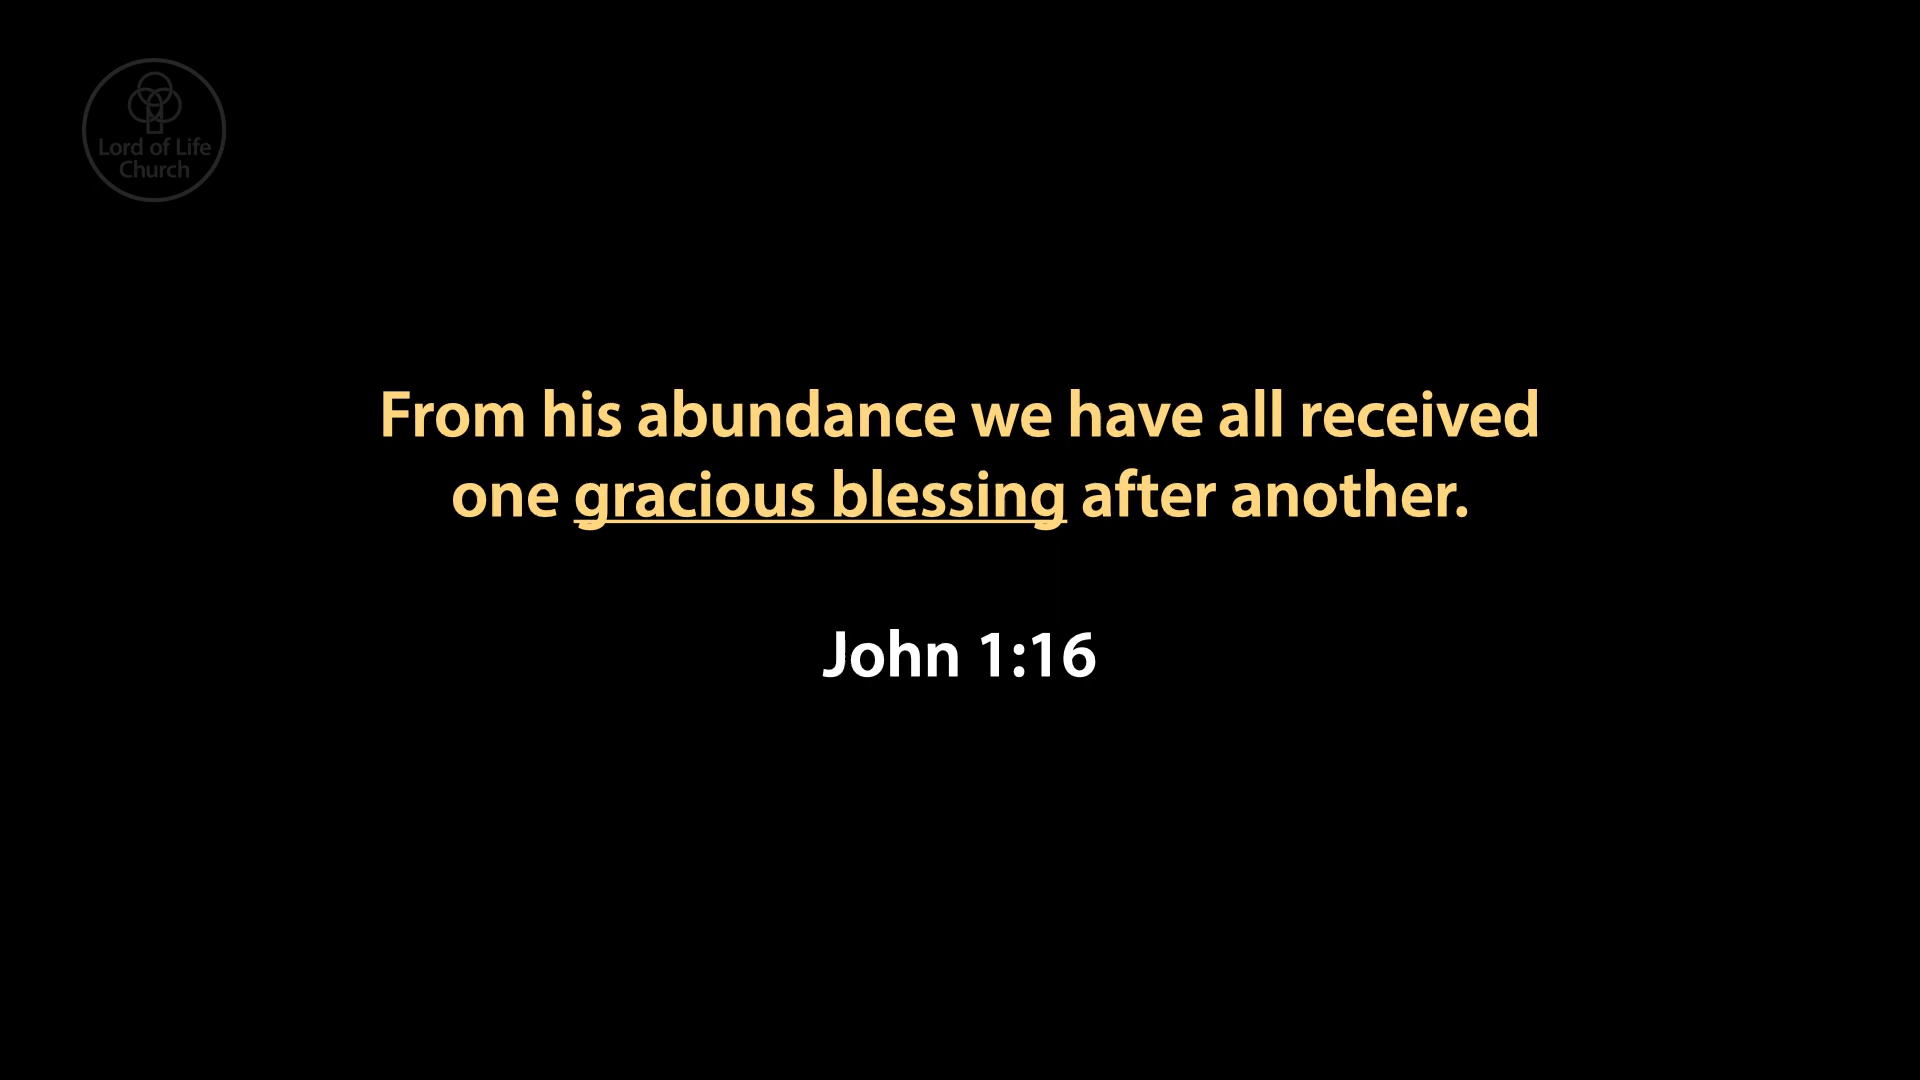 Lord of Life
Church
From his abundance we have all received
one gracious blessing after another.
John 1:16